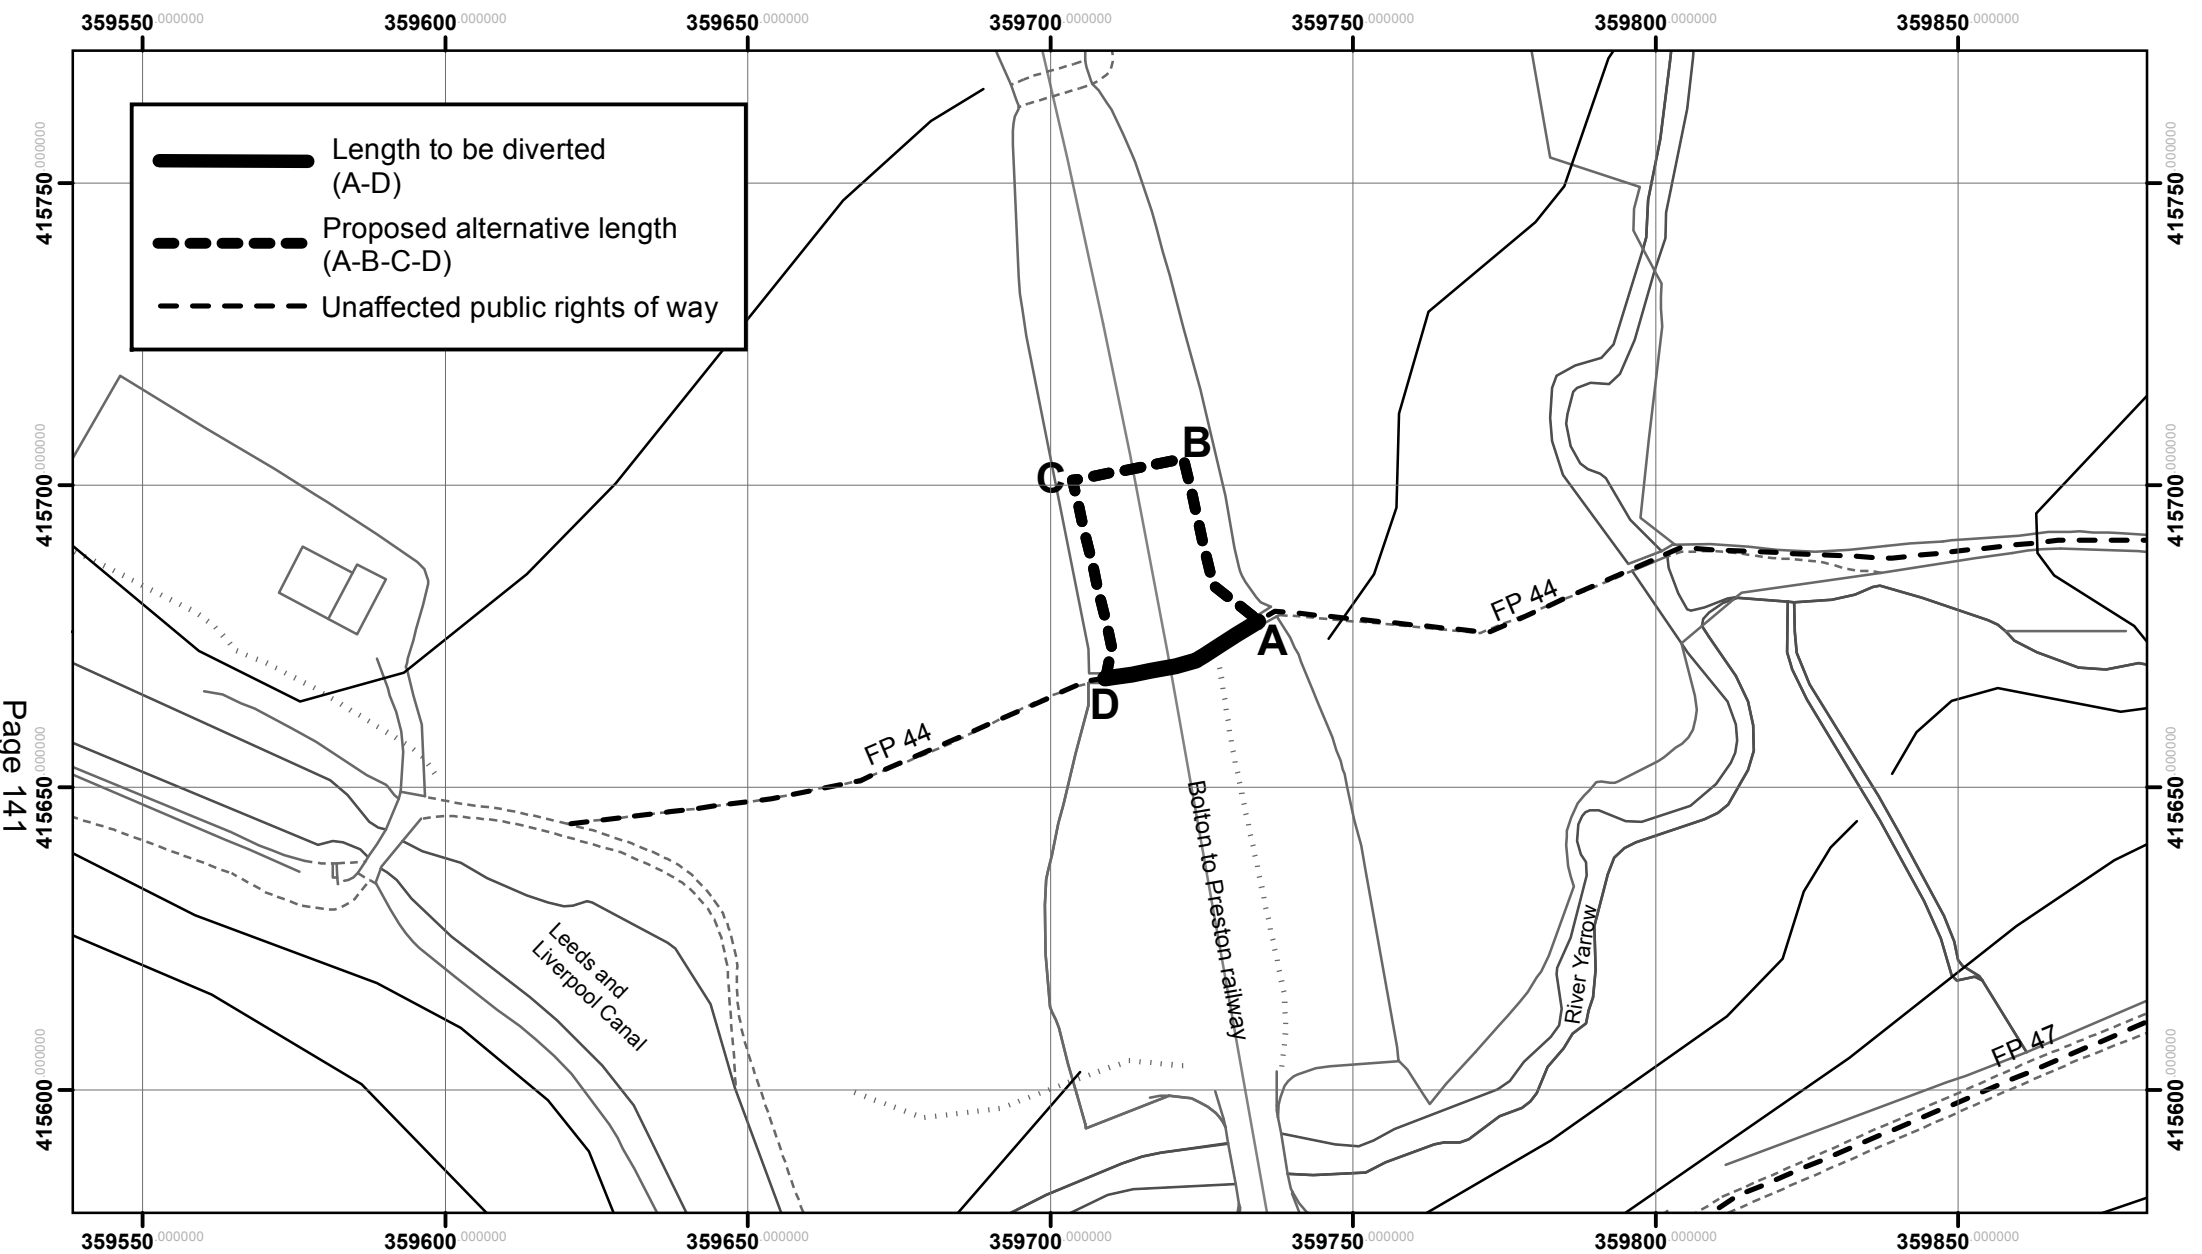 359550.000000 359600.000000 359650.000000 359700.000000 359750.000000 359800.000000 359850.000000
Length to be diverted
(A-D)
Proposed alternative length
(A-B-C-D)
Unaffected public rights of way
415750.000000
415750.000000
415700.000000
415700.000000
B
C
A
D
FP 44
FP 44
415650.000000
415650.000000
Page 141
Bolton to Preston railway
Leeds and
Liverpool Canal
River Yarrow
FP 47
415600.000000
415600.000000
359550.000000 359600.000000 359650.000000 359700.000000 359750.000000 359800.000000 359850.000000